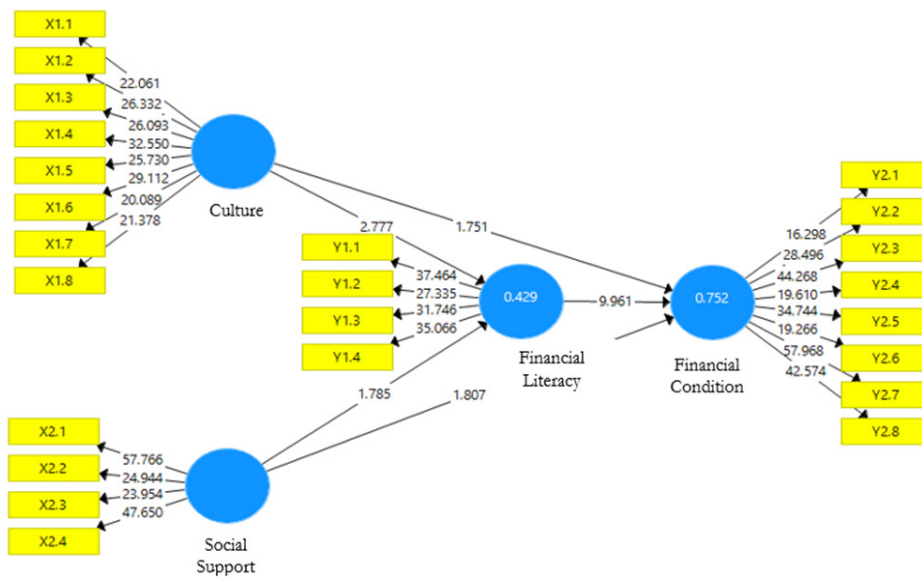 X1.1
X1.2
X1.3
X1.4
X1.5
X1.6
X1.7
X1.8
22.061
26.332
26.093
32.550
25.730
29.112
20.089
21.378
Culture
2.777
1.751
Y1.1
Y1.2
Y1.3
Y1.4
37.464
27.335
31.746
35.066
0.429
Financial
Literacy
9.961
0.752
Financial
Condition
16.298
28.496
44.268
19.610
34.744
19.266
57.968
42.574
Y2.1
Y2.2
Y2.3
Y2.4
Y2.5
Y2.6
Y2.7
Y2.8
1.785
1.807
X2.1
X2.2
X2.3
X2.4
57.766
24.944
23.954
47.650
Social
Support